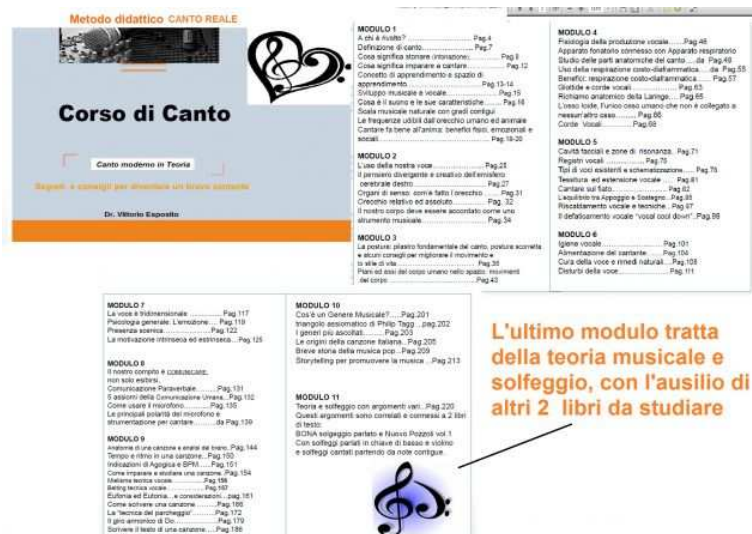 Metodo didattico CANTO REALE
Corso di Canto
Canto moderno in Teoria
Segreti e consigli per diventare un bravo cantante
Dr. Vittorio Esposito
MODULO 1
A chi è rivolto? ................ Pag.4
Definizione di canto................ Pag.7
Cosa significa stonare (intonazione)......... Pag.8
Cosa significa imparare a cantare......... Pag.12
Concetto di apprendimento e spazio di
apprendimento................ Pag.13-14
Sviluppo musicale e vocale......... Pag.15
Cosa è il suono e le sue caratteristiche..... Pag.16
Scala musicale naturale con gradi contigui
Le frequenze udibili dall'orecchio umano ed animale
Cantare fa bene all'anima: benefici fisici, emozionali e
sociali................ Pag.18-20
MODULO 2
L'uso della nostra voce................ Pag.25
Il pensiero divergente e creativo dell'emisfero
cerebrale destro................ Pag.27
Organi di senso: com'è fatto l'orecchio..... Pag.31
Orecchio relativo ed assoluto......... Pag. 32
Il nostro corpo deve essere accordato come uno
strumento musicale................ Pag.34
MODULO 3
La postura: pilastro fondamentale del canto, postura scorretta
e alcuni consigli per migliorare il movimento e
lo stile di vita................ Pag.36
Piani ed assi del corpo umano nello spazio: movimenti
del corpo................ Pag.43
MODULO 4
Fisiologia della produzione vocale......... Pag.46
Apparato fonatorio connesso con Apparato respiratorio
Studio delle parti anatomiche del canto.....da Pag.48
Uso della respirazione costo-diaframmatica.... da Pag.55
Benefici: respirazione costo-diaframmatica...... Pag.57
Glottide e corde vocali......... Pag.63
Richiamo anatomico della Laringe..... Pag.65
L'osso Ioide, l'unico osso umano che non è collegato a
nessun'altro osso......... Pag.66
Corde Vocali......... Pag.68
MODULO 5
Cavità facciali e zone di risonanza.. Pag.71
Registri vocali......... Pag.75
Tipi di voci esistenti e schematizzazione..... Pag.78
Tessitura ed estensione vocale ..... Pag.81
Cantare sul fiato......... Pag.82
L'equilibrio tra Appoggio e Sostegno... Pag.85
Riscaldamento vocale e tecniche... Pag.87
Il defaticamento vocale "vocal cool down".. Pag.98
MODULO 6
Igiene vocale......... Pag.101
Alimentazione del cantante...... Pag.104
Cura della voce e rimedi naturali.... Pag.108
Disturbi della voce......... Pag.111
MODULO 7
La voce è tridimensionale ......... Pag.117
Psicologia generale: L'emozione.... Pag.119
Presenza scenica......... Pag.122
La motivazione intrinseca ed estrinseca.... Pag.125
MODULO 8
Il nostro compito è COMUNICARE,
non solo esibirsi.
Comunicazione Paraverbale......... Pag.131
5 assiomi della Comunicazione Umana... Pag.132
Come usare il microfono......... Pag.135
Le principali polarità del microfono e
strumentazione per cantare......... da Pag.139
MODULO 9
Anatomia di una canzone e analisi del brano.. Pag.144
Tempo e ritmo in una canzone...Pag.150
Indicazioni di Agogica e BPM ..... Pag.151
Come imparare e studiare una canzone..Pag.154
Melisma tecnica vocale......... Pag.156
Belting tecnica vocale......... Pag.157
Eufonia ed Eutonia... e considerazioni.... pag.161
Come scrivere una canzone .........Pag.166
La "tecnica del parcheggio"......... Pag.172
Il giro armonico di Do......... Pag.179
Scrivere il testo di una canzone..... Pag.186
MODULO 10
Cos'è un Genere Musicale?..... Pag.201
triangolo assiomatico di Philip Tagg ...pag.202
I generi più ascoltati......... Pag.203
Le origini della canzone italiana...Pag.205
Breve storia della musica pop ...Pag.209
Storytelling per promuovere la musica ... Pag.213
MODULO 11
Teoria e solfeggio con argomenti vari...Pag.220
Questi argomenti sono correlati e connessi a 2 libri
di testo:
BONA solgeggio parlato e Nuovo Pozzoli vol.1
Con solfeggi parlati in chiave di basso e violino
e solfeggi cantati partendo da note contigue.
L'ultimo modulo tratta
della teoria musicale e
solfeggio, con l'ausilio di
altri 2 libri da studiare